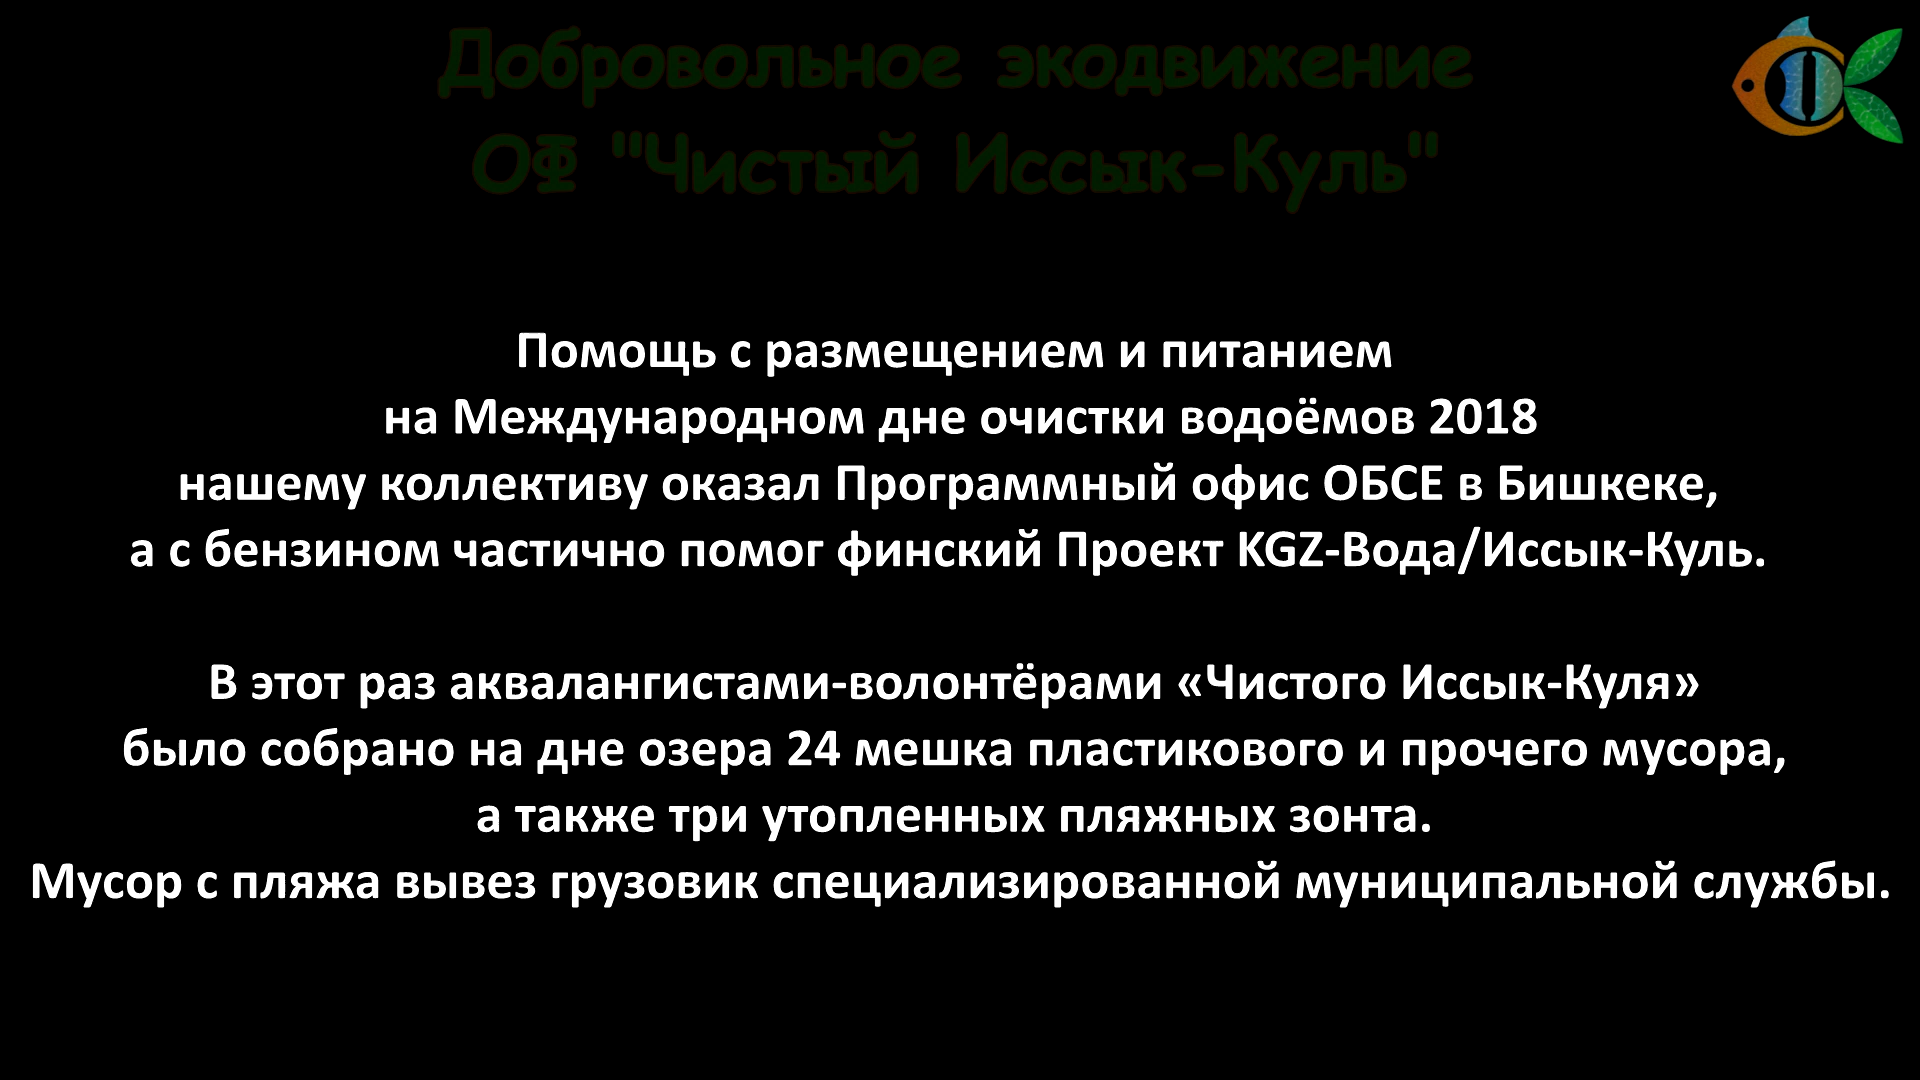 Добровольное экодвижение
ОФ "Чистый Иссык-Куль"
Помощь с размещением и питанием
на Международном дне очистки водоёмов 2018
нашему коллективу оказал Программный офис ОБСЕ в Бишкеке,
а с бензином частично помог финский Проект KGZ-Вода/Иссык-Куль.
В этот раз аквалангистами-волонтёрами «Чистого Иссык-Куля»
было собрано на дне озера 24 мешка пластикового и прочего мусора,
а также три утопленных пляжных зонта.
Мусор с пляжа вывез грузовик специализированной муниципальной службы.